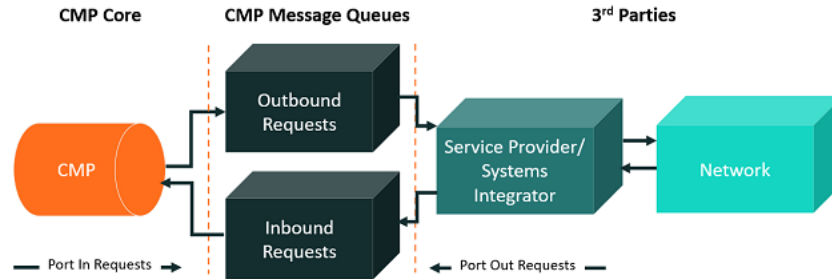 CMP Core
CMP Message Queues
3rd Parties
Outbound
Requests
CMP
Service Provider/
Systems
Integrator
Network
Inbound
Requests
Port In Requests
Port Out Requests